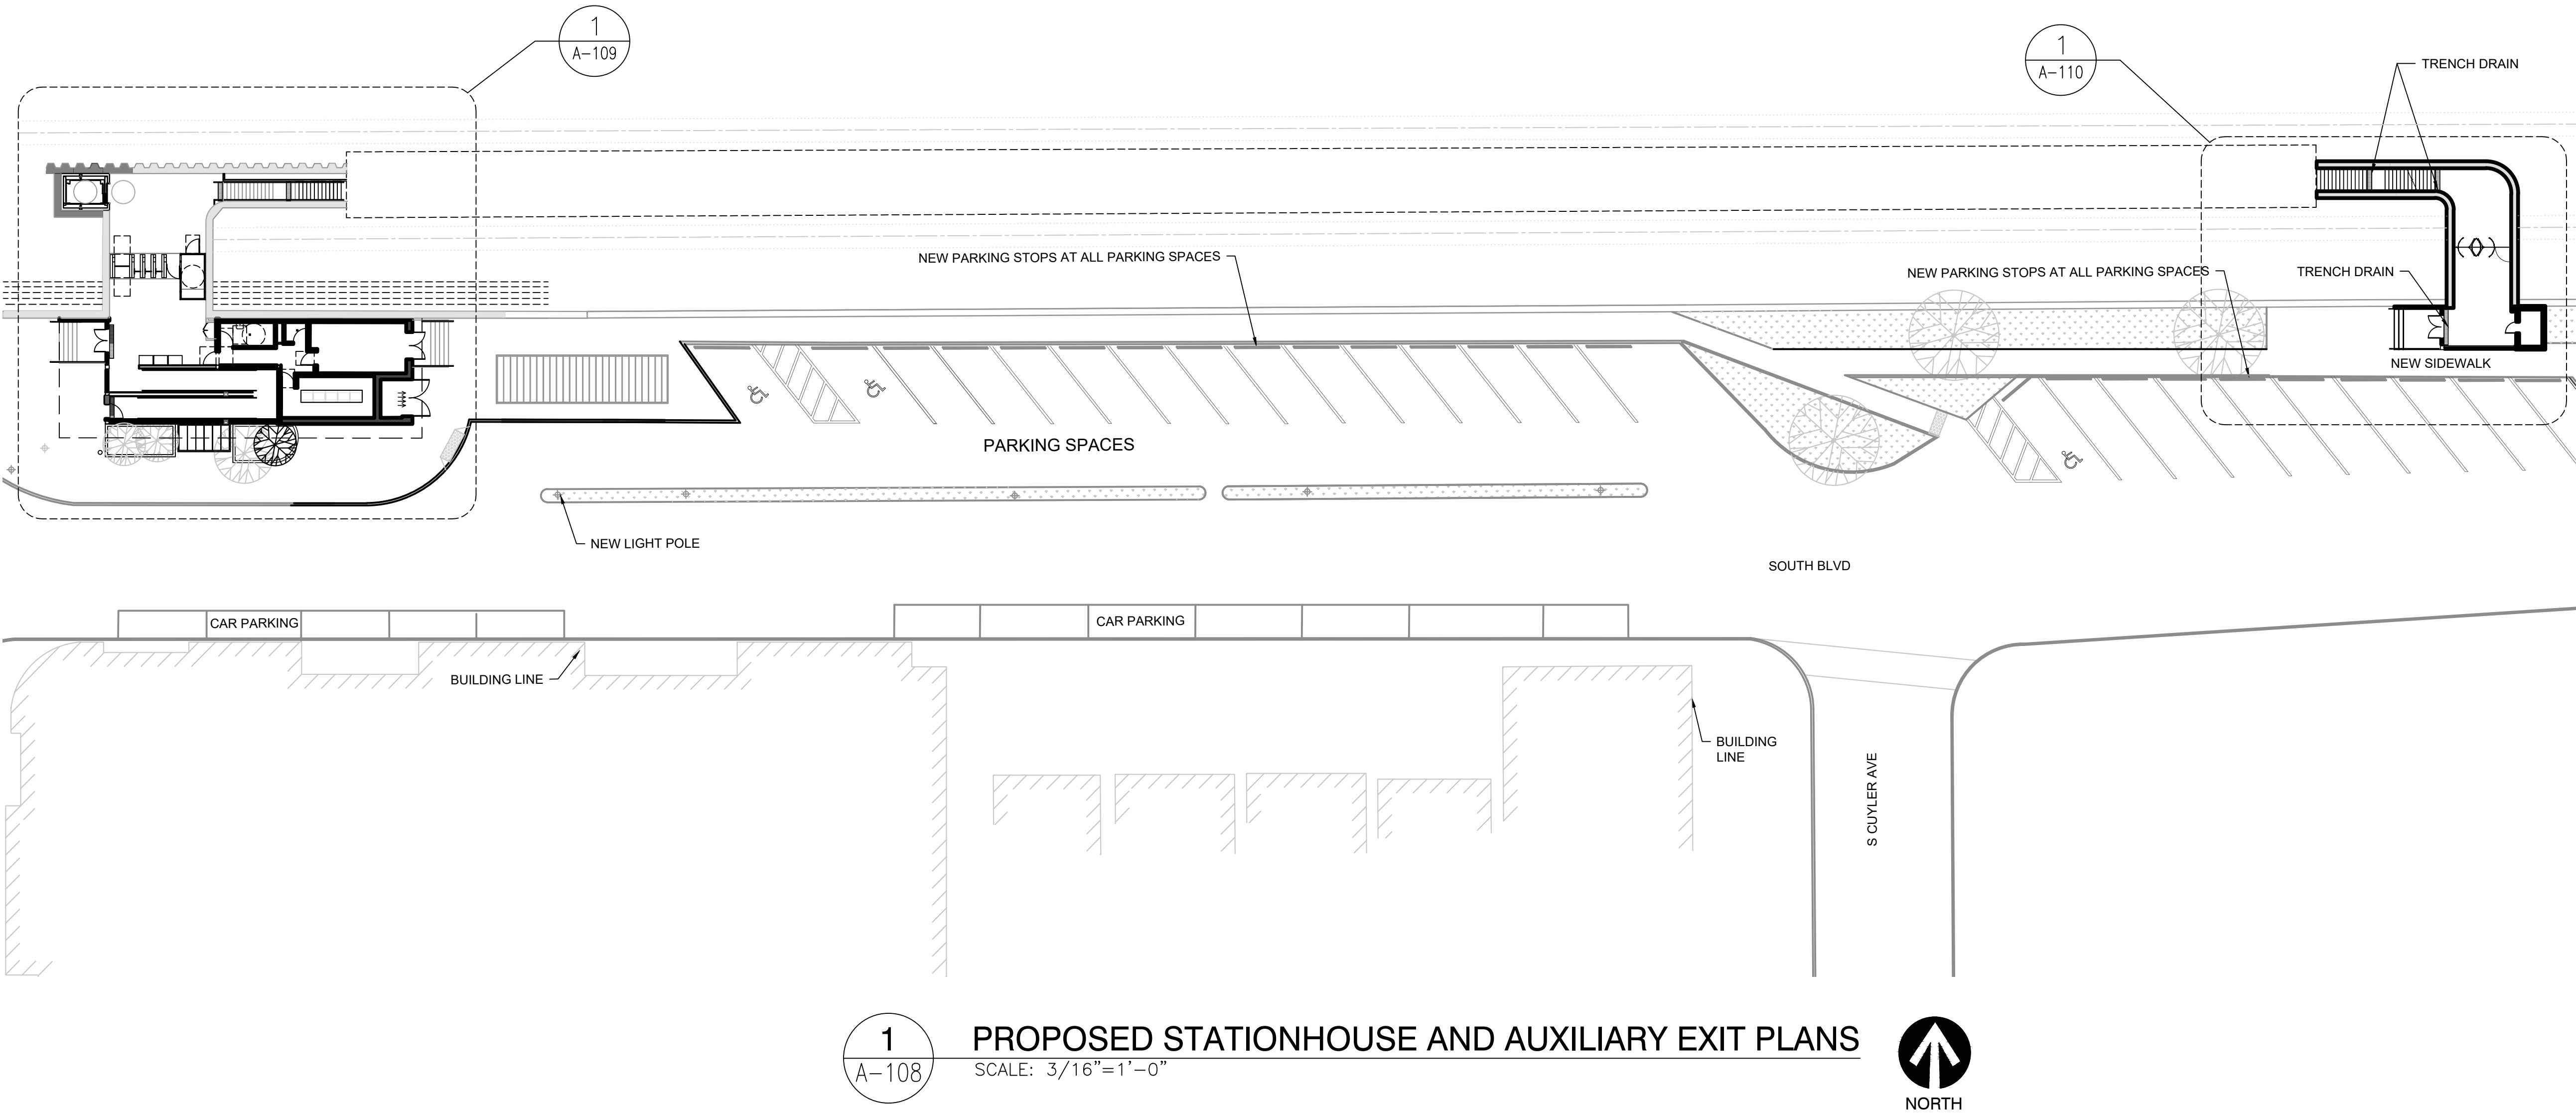 1
A-109
1
A-110
TRENCH DRAIN
NEW PARKING STOPS AT ALL PARKING SPACES
NEW PARKING STOPS AT ALL PARKING SPACES
TRENCH DRAIN
NEW SIDEWALK
PARKING SPACES
NEW LIGHT POLE
SOUTH BLVD
CAR PARKING
CAR PARKING
BUILDING LINE
BUILDING
LINE
S CUYLER AVE
1
A-108
PROPOSED STATIONHOUSE AND AUXILIARY EXIT PLANS
SCALE: 3/16"=1'-0"
NORTH